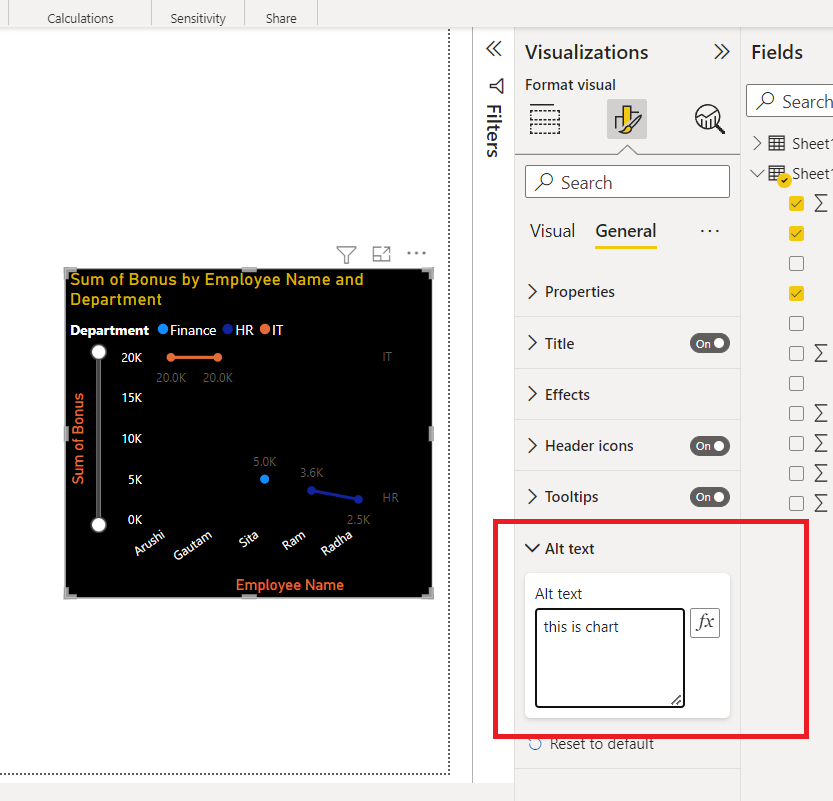 Calculations
Sensitivity
Share
Filters
Visualizations
Format visual
Search
Visual
General
Properties
Title
On
Effects
Header icons
On
Tooltips
On
Alt text
Alt text
this is chart
fx
Reset to default
Fields
Search
Sheet1
Sheet1
Σ
Σ
Σ
Σ
Σ
Σ
Sum of Bonus by Employee Name and
Department
Department Finance HR IT
20K
15K
10K
5K
0K
Sum of Bonus
20.0K
20.0K
5.0K
3.6K
2.5K
IT
HR
Arushi
Gautam
Sita
Ram
Radha
Employee Name